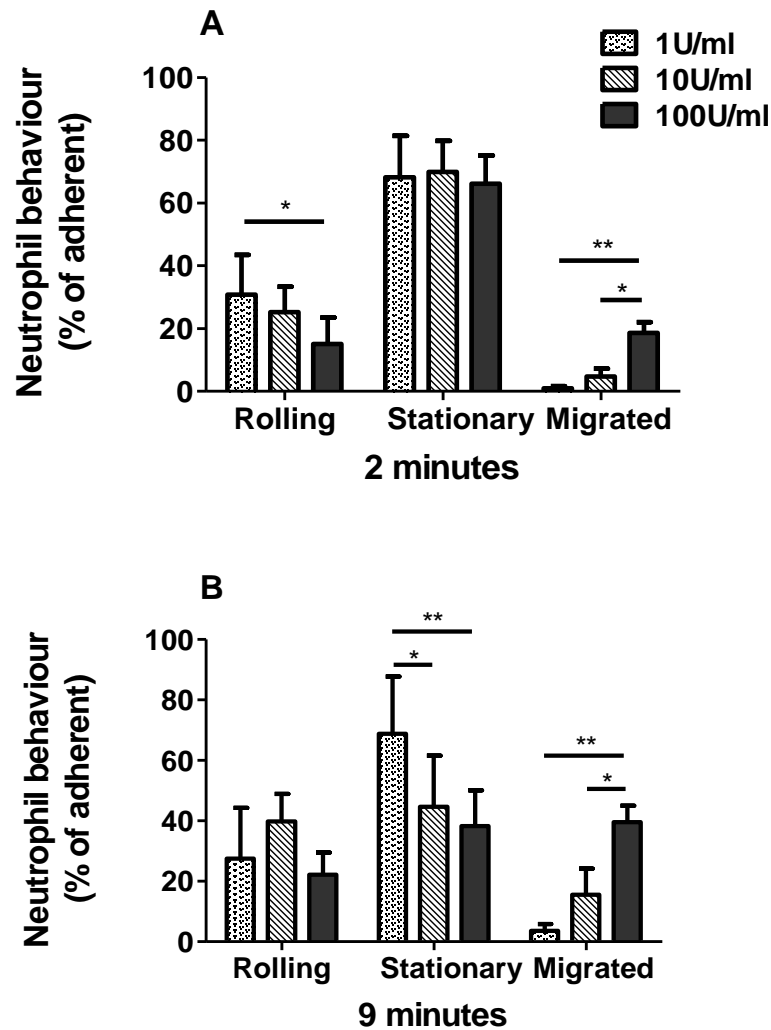 A
1U/ml
10U/ml
100U/ml
Neutrophil behaviour
(% of adherent)
100
80
60
40
20
0
*
**
*
Rolling Stationary Migrated
2 minutes
B
Neutrophil behaviour
(% of adherent)
100
80
60
40
20
0
**
*
**
*
Rolling Stationary Migrated
9 minutes